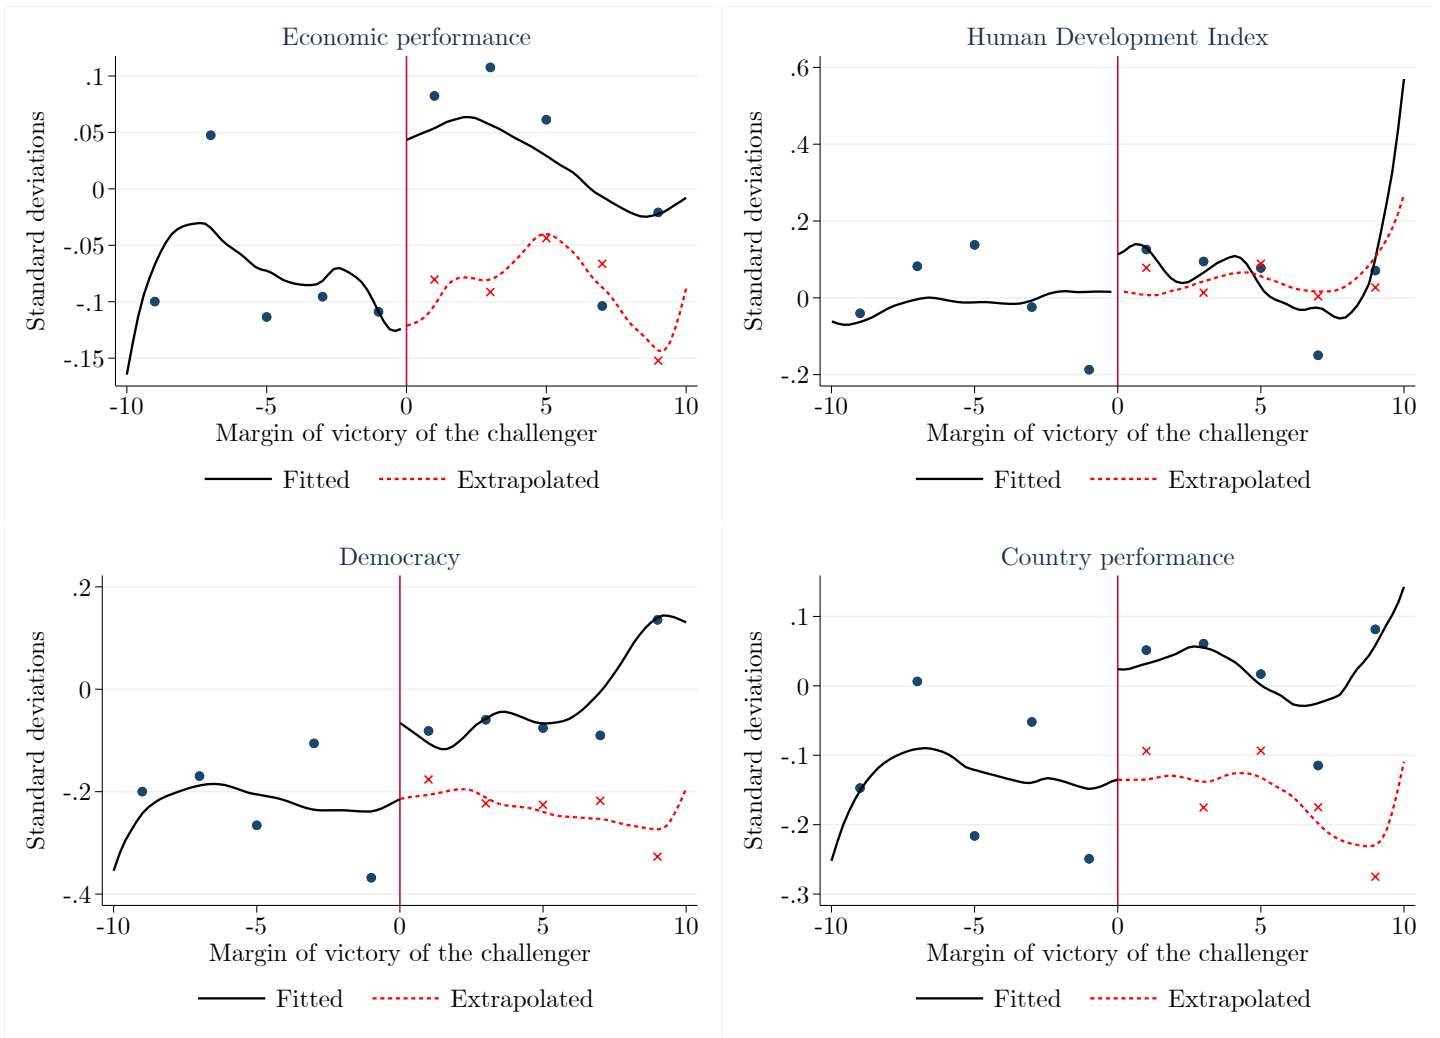 Economic performance
Standard deviations
.1
.05
0
-.05
-.1
-.15
-10 -5 0 5 10
Margin of victory of the challenger
Fitted Extrapolated
Human Development Index
Standard deviations
.6
.4
.2
0
-.2
-10 -5 0 5 10
Margin of victory of the challenger
Fitted Extrapolated
Democracy
Standard deviations
.2
0
-.2
-.4
-10 -5 0 5 10
Margin of victory of the challenger
Fitted Extrapolated
Country performance
Standard deviations
.1
0
-.1
-.2
-.3
-10 -5 0 5 10
Margin of victory of the challenger
Fitted Extrapolated